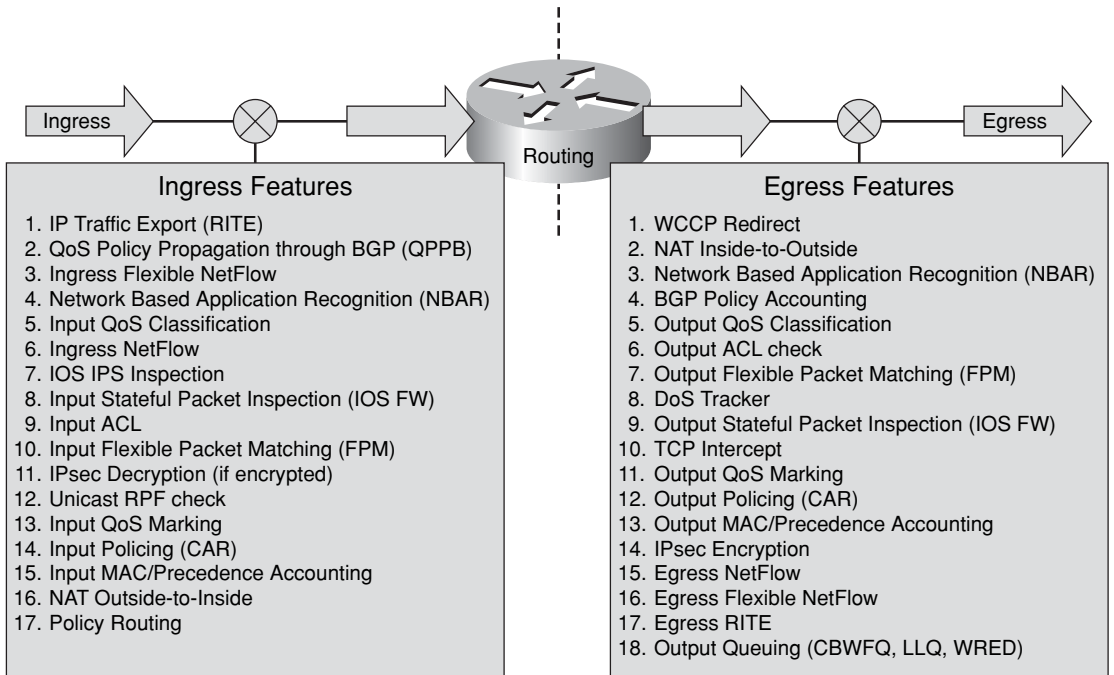 Ingress
Routing
Egress
Ingress Features
1. IP Traffic Export (RITE)
2. QoS Policy Propagation through BGP (QPPB)
3. Ingress Flexible NetFlow
4. Network Based Application Recognition (NBAR)
5. Input QoS Classification
6. Ingress NetFlow
7. IOS IPS Inspection
8. Input Stateful Packet Inspection (IOS FW)
9. Input ACL
10. Input Flexible Packet Matching (FPM)
11. IPsec Decryption (if encrypted)
12. Unicast RPF check
13. Input QoS Marking
14. Input Policing (CAR)
15. Input MAC/Precedence Accounting
16. NAT Outside-to-Inside
17. Policy Routing
Egress Features
1. WCCP Redirect
2. NAT Inside-to-Outside
3. Network Based Application Recognition (NBAR)
4. BGP Policy Accounting
5. Output QoS Classification
6. Output ACL check
7. Output Flexible Packet Matching (FPM)
8. DoS Tracker
9. Output Stateful Packet Inspection (IOS FW)
10. TCP Intercept
11. Output QoS Marking
12. Output Policing (CAR)
13. Output MAC/Precedence Accounting
14. IPsec Encryption
15. Egress NetFlow
16. Egress Flexible NetFlow
17. Egress RITE
18. Output Queuing (CBWFQ, LLQ, WRED)